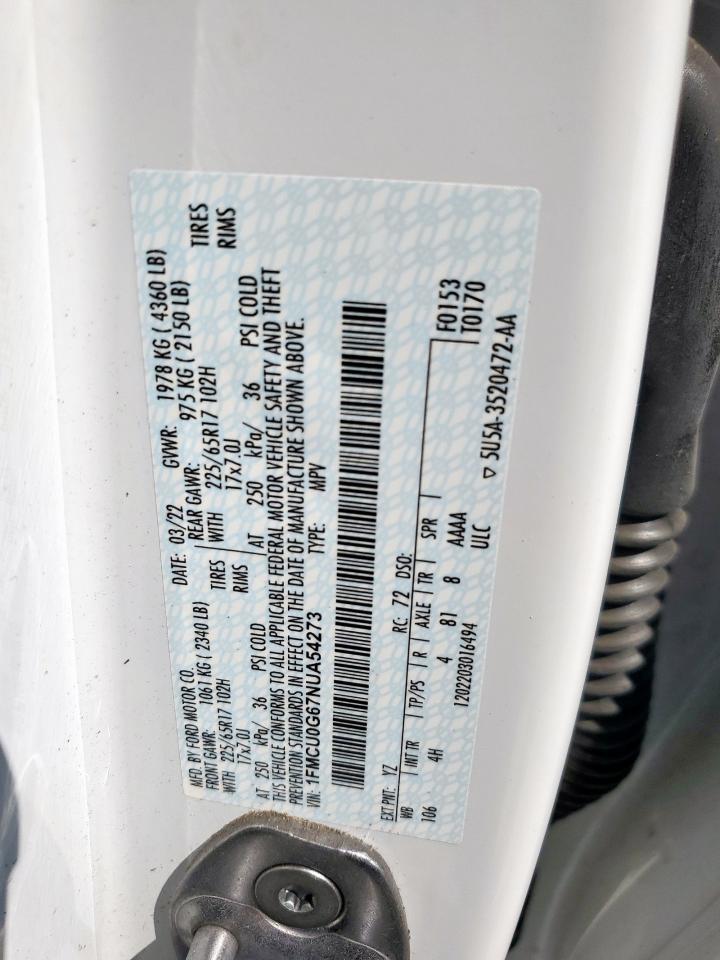 MFD. BY FORD MOTOR CO. DATE: 03/22 GVWR: 1978 KG ( 4360 LB)
FRONT GAWR: 1061 KG ( 2340 LB) REAR GAWR: 975 KG ( 2150 LB)
WITH 225/65R17 102H TIRES WITH 225/65R17 102H TIRES
17x7.0J RIMS 17x7.0J RIMS
AT 250 kPa/ 36 PSI COLD AT 250 kPa/ 36 PSI COLD
THIS VEHICLE CONFORMS TO ALL APPLICABLE FEDERAL MOTOR VEHICLE SAFETY AND THEFT
PREVENTION STANDARDS IN EFFECT ON THE DATE OF MANUFACTURE SHOWN ABOVE.
VIN: 1FMCU0G67NUA54273 TYPE: MPV
EXT PNT: YZ RC: 72 DSO: F0153
WB INT TR TP/PS R AXLE TR SPR T0170
106 4H 4 81 8 AAAA
1202203016494 ULC ▽ 5U5A-3520472-AA